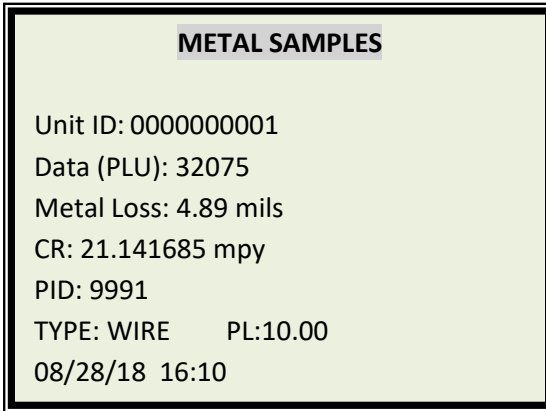 METAL SAMPLES
Unit ID: 0000000001
Data (PLU): 32075
Metal Loss: 4.89 mils
CR: 21.141685 mpy
PID: 9991
TYPE: WIRE PL:10.00
08/28/18 16:10